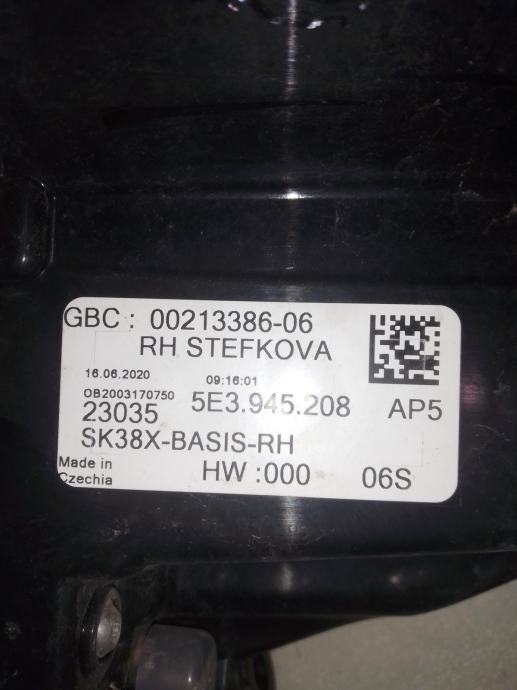 GBC : 00213386-06
RH STEFKOVA
16.06.2020 09:16:01
OB2003170750
23035 5E3.945.208 AP5
SK38X-BASIS-RH
Made in
Czechia
HW :000 06S